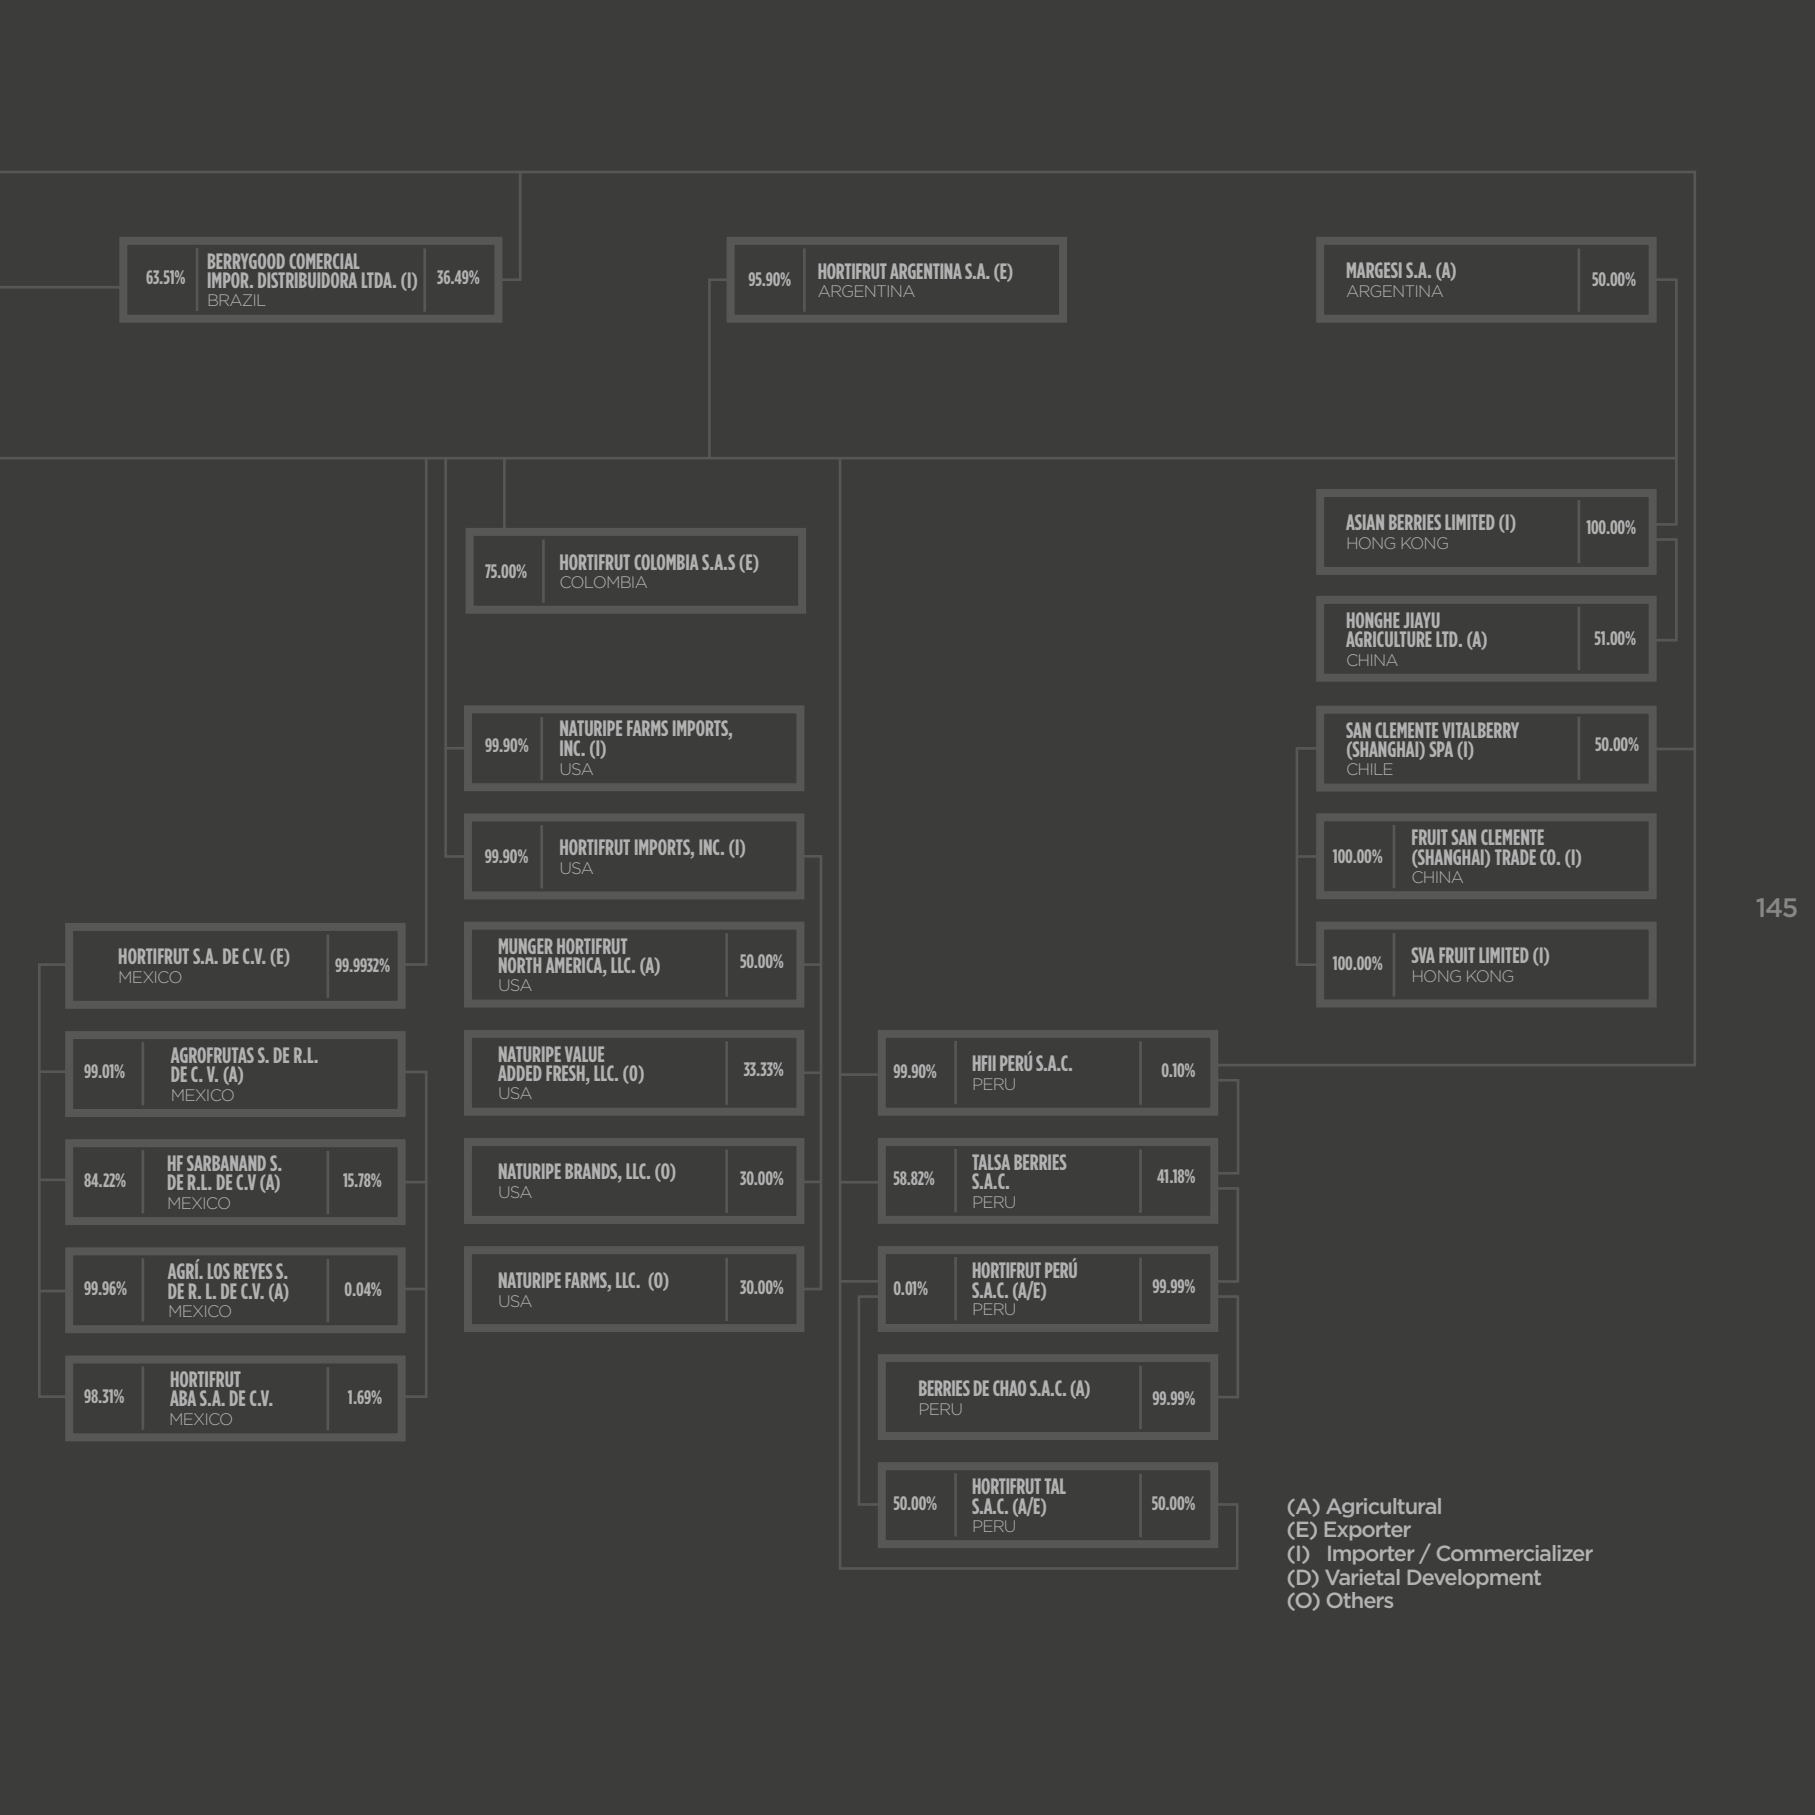 63.51%
BERRYGOOD COMERCIAL
IMPOR. DISTRIBUIDORA LTDA. (I)
BRAZIL
36.49%
95.90%
HORTIFRUT ARGENTINA S.A. (E)
ARGENTINA
MARGESI S.A. (A)
ARGENTINA
50.00%
75.00%
HORTIFRUT COLOMBIA S.A.S (E)
COLOMBIA
ASIAN BERRIES LIMITED (I)
HONG KONG
100.00%
HONGHE JIAYU
AGRICULTURE LTD. (A)
CHINA
51.00%
99.90%
NATURIPE FARMS IMPORTS,
INC. (I)
USA
SAN CLEMENTE VITALBERRY
(SHANGHAI) SPA (I)
CHILE
50.00%
99.90%
HORTIFRUT IMPORTS, INC. (I)
USA
100.00%
FRUIT SAN CLEMENTE
(SHANGHAI) TRADE CO. (I)
CHINA
145
HORTIFRUT S.A. DE C.V. (E)
MEXICO
99.9932%
MUNGER HORTIFRUT
NORTH AMERICA, LLC. (A)
USA
50.00%
100.00%
SVA FRUIT LIMITED (I)
HONG KONG
99.01%
AGROFRUTAS S. DE R.L.
DE C. V. (A)
MEXICO
NATURIPE VALUE
ADDED FRESH, LLC. (O)
USA
33.33%
99.90%
HFII PERÚ S.A.C.
PERU
0.10%
84.22%
HF SARBANAND S.
DE R.L. DE C.V (A)
MEXICO
15.78%
NATURIPE BRANDS, LLC. (O)
USA
30.00%
58.82%
TALSA BERRIES
S.A.C.
PERU
41.18%
99.96%
AGRÍ. LOS REYES S.
DE R. L. DE C.V. (A)
MEXICO
0.04%
NATURIPE FARMS, LLC. (O)
USA
30.00%
0.01%
HORTIFRUT PERÚ
S.A.C. (A/E)
PERU
99.99%
98.31%
HORTIFRUT
ABA S.A. DE C.V.
MEXICO
1.69%
BERRIES DE CHAO S.A.C. (A)
PERU
99.99%
50.00%
HORTIFRUT TAL
S.A.C. (A/E)
PERU
50.00%
(A) Agricultural
(E) Exporter
(I) Importer / Commercializer
(D) Varietal Development
(O) Others